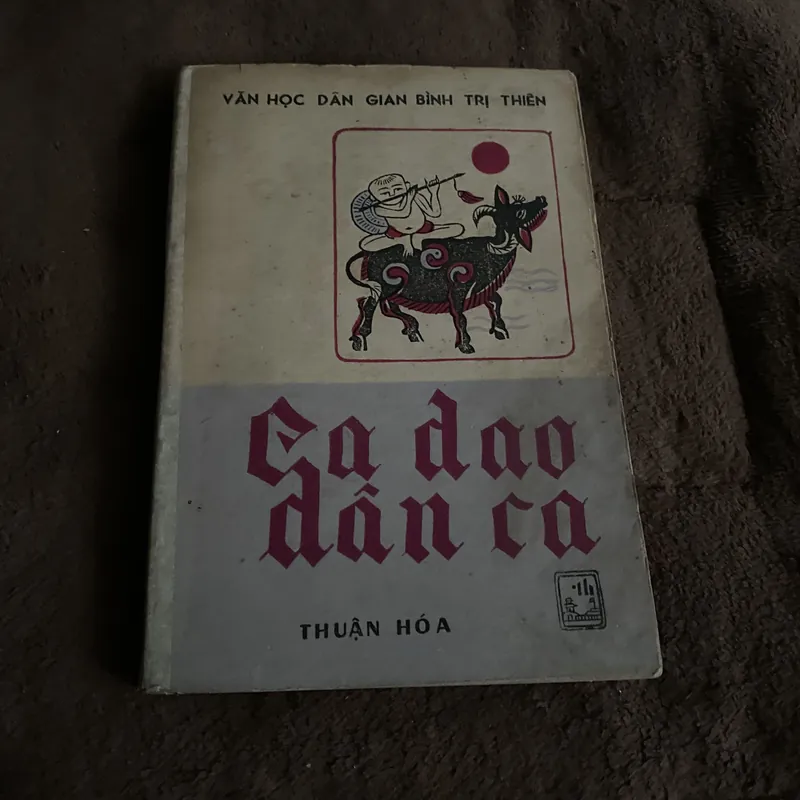 VĂN HỌC DÂN GIAN BÌNH TRỊ THIÊN
Ca dao
dân ca
THUẬN HÓA